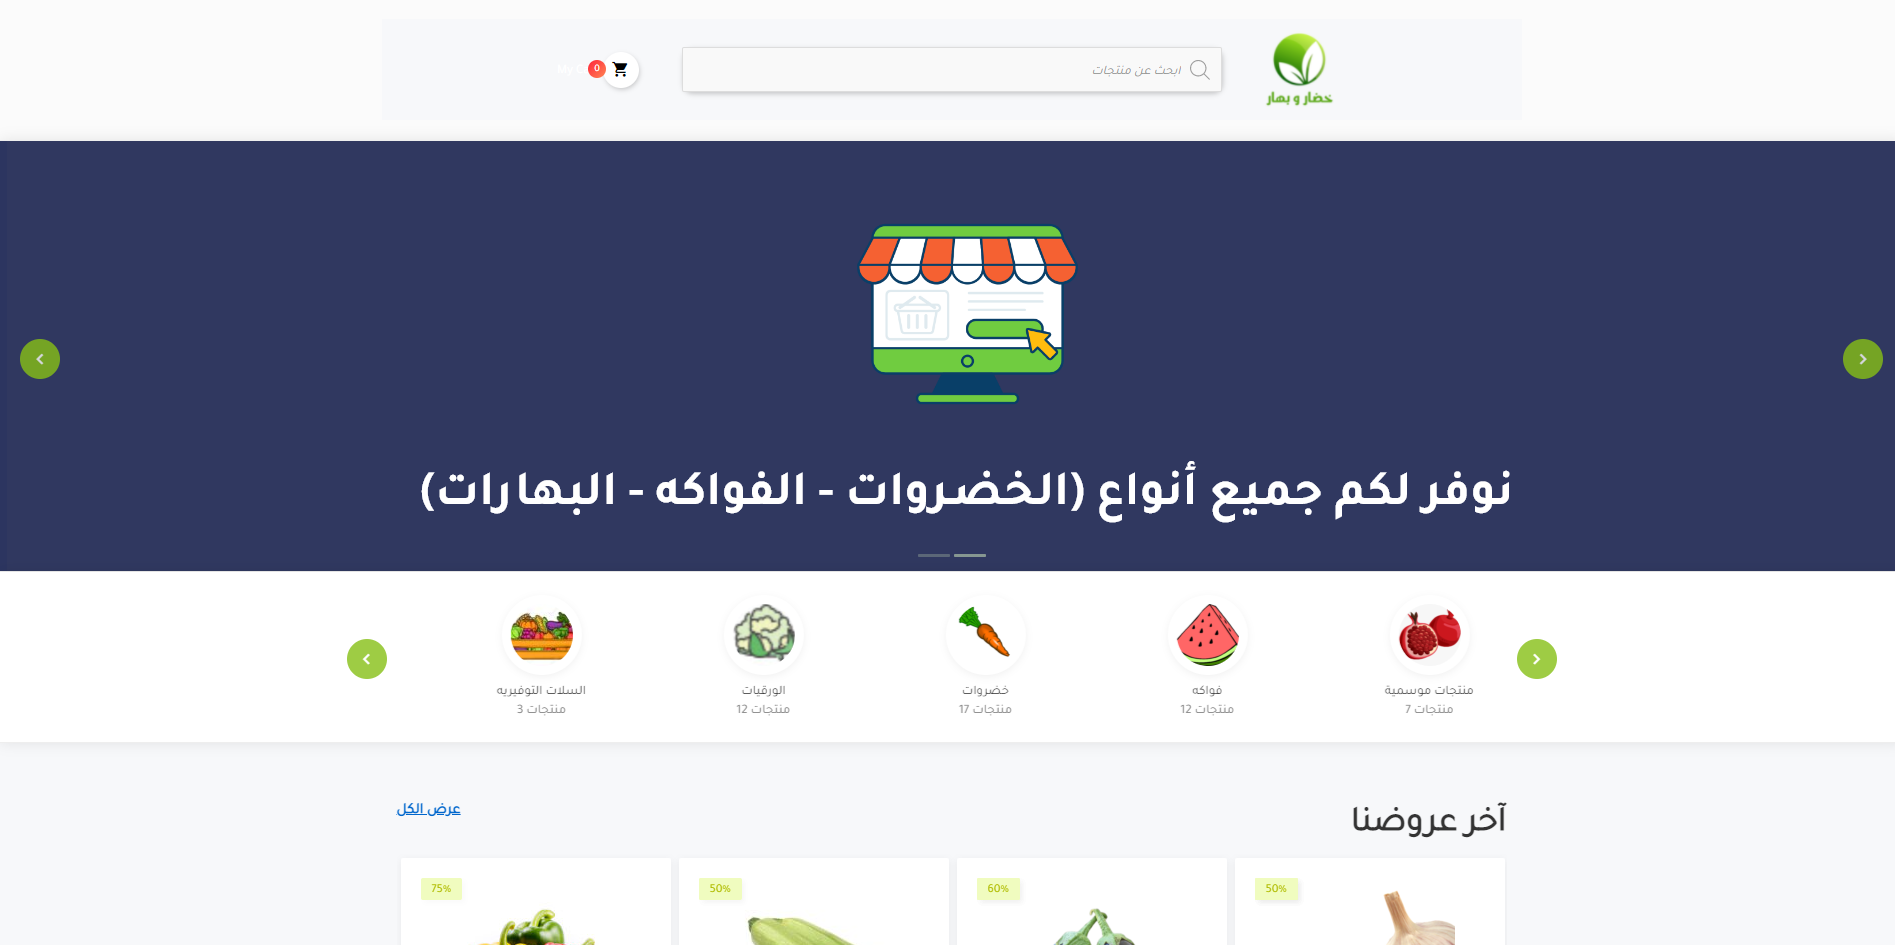 خضار و بهار
ابحث عن منتجات
0
نوفر لكم جميع أنواع (الخضروات - الفواكه - البهارات)
منتجات موسمية
7 منتجات
فواكه
12 منتجات
خضروات
17 منتجات
الورقيات
12 منتجات
السلات التوفيريه
3 منتجات
آخر عروضنا
عرض الكل
50%
60%
50%
75%